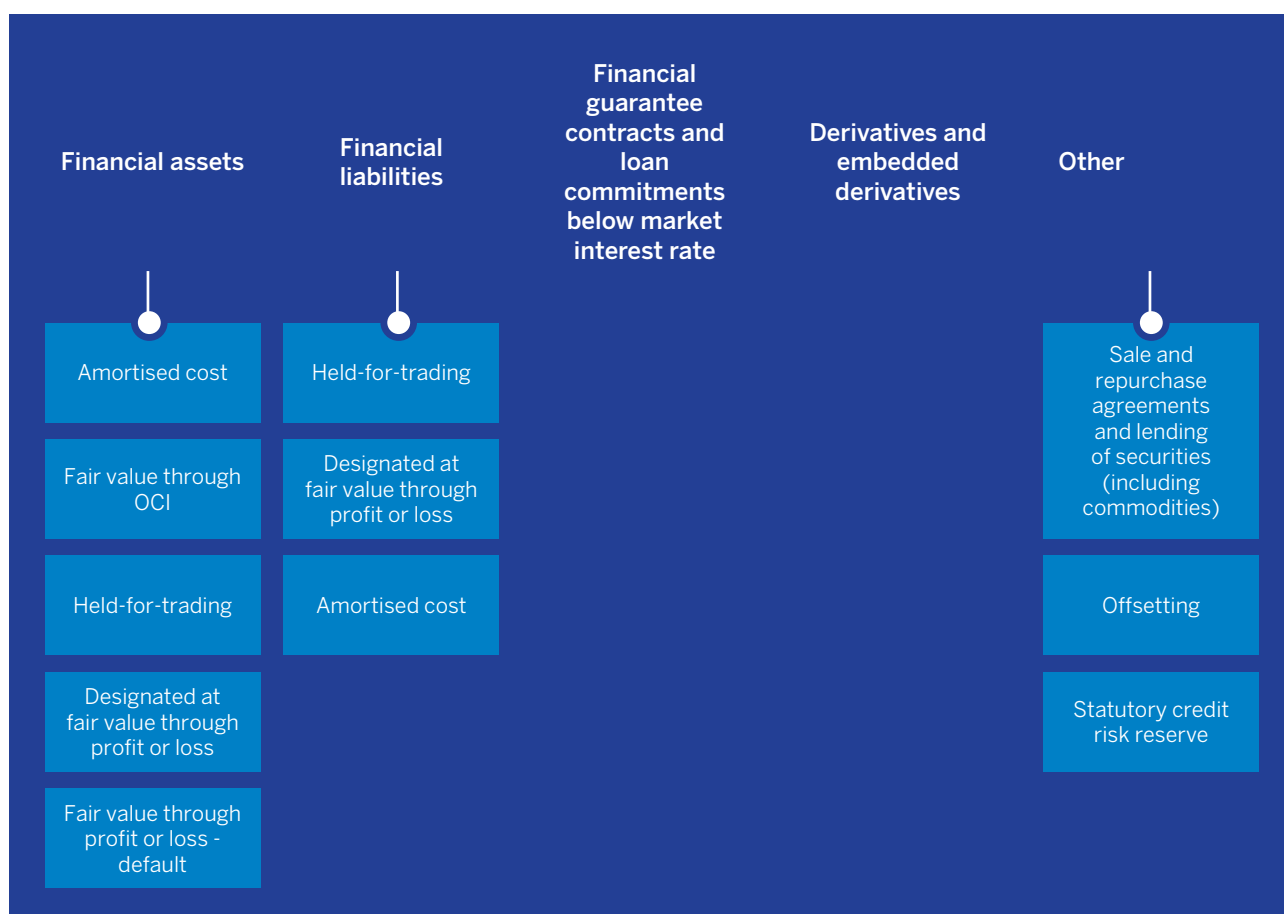 Financial assets
Financial
liabilities
Financial
guarantee
contracts and
loan
commitments
below market
interest rate
Derivatives and
embedded
derivatives
Other
Amortised cost
Fair value through
OCI
Held-for-trading
Designated at
fair value through
profit or loss
Fair value through
profit or loss -
default
Held-for-trading
Designated at
fair value through
profit or loss
Amortised cost
Sale and
repurchase
agreements
and lending
of securities
(including
commodities)
Offsetting
Statutory credit
risk reserve